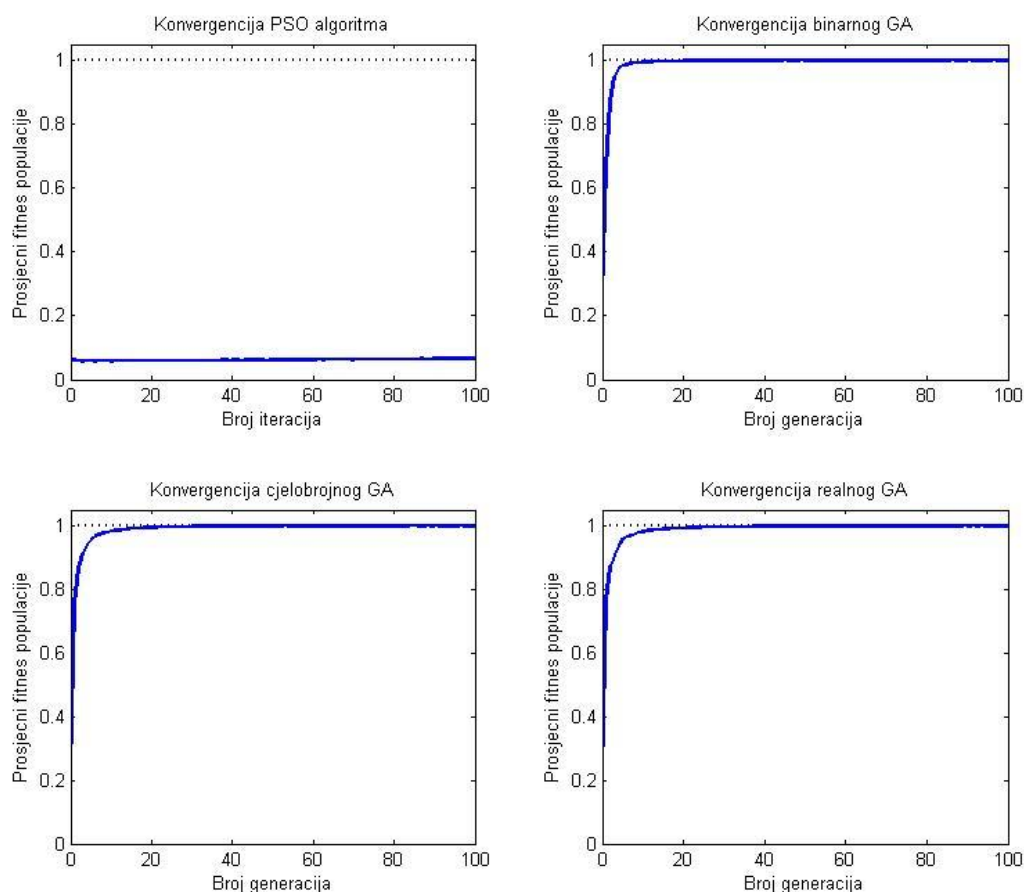 Konvergencija PSO algoritma
Prosjecni fitnes populacije
1
0.8
0.6
0.4
0.2
0
0 20 40 60 80 100
Broj iteracija
Konvergencija binarnog GA
Prosjecni fitnes populacije
1
0.8
0.6
0.4
0.2
0
0 20 40 60 80 100
Broj generacija
Konvergencija cjelobrojnog GA
Prosjecni fitnes populacije
1
0.8
0.6
0.4
0.2
0
0 20 40 60 80 100
Broj generacija
Konvergencija realnog GA
Prosjecni fitnes populacije
1
0.8
0.6
0.4
0.2
0
0 20 40 60 80 100
Broj generacija